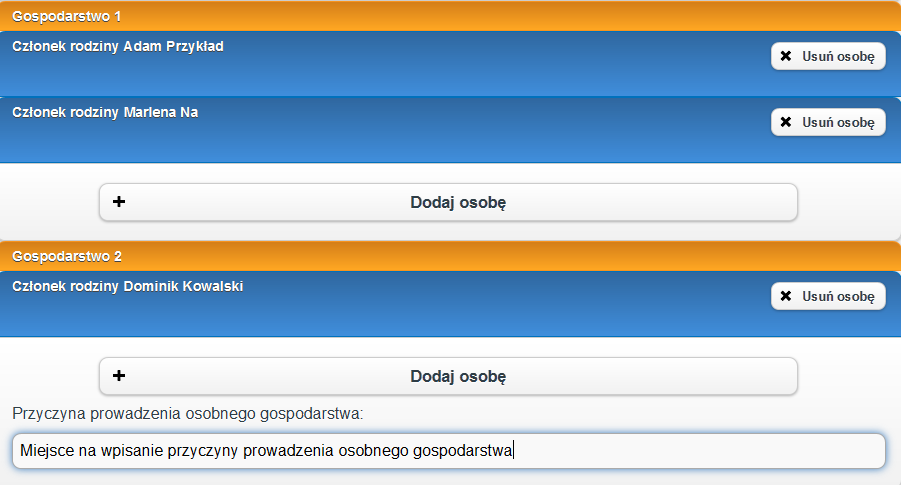 Gospodarstwo 1
Członek rodziny Adam Przykład
Usuń osobę
Członek rodziny Marlena Na
Usuń osobę
Dodaj osobę
Gospodarstwo 2
Członek rodziny Dominik Kowalski
Usuń osobę
Dodaj osobę
Przyczyna prowadzenia osobnego gospodarstwa:
Miejsce na wpisanie przyczyny prowadzenia osobnego gospodarstwa